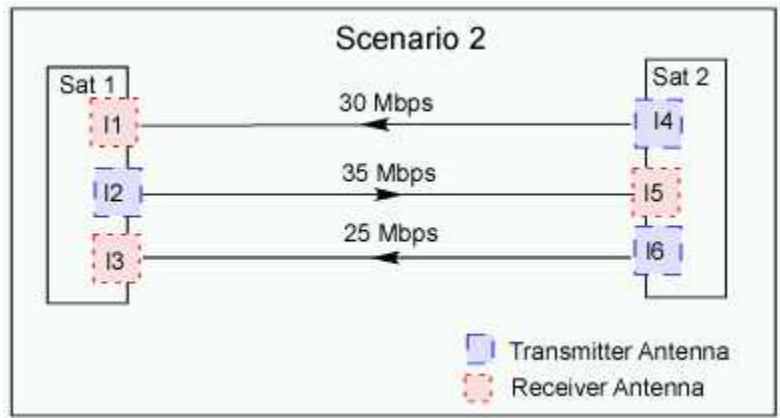 Scenario 2
Sat 1
Sat 2
30 Mbps
I1
I4
35 Mbps
I2
I5
25 Mbps
I3
I6
Transmitter Antenna
Receiver Antenna